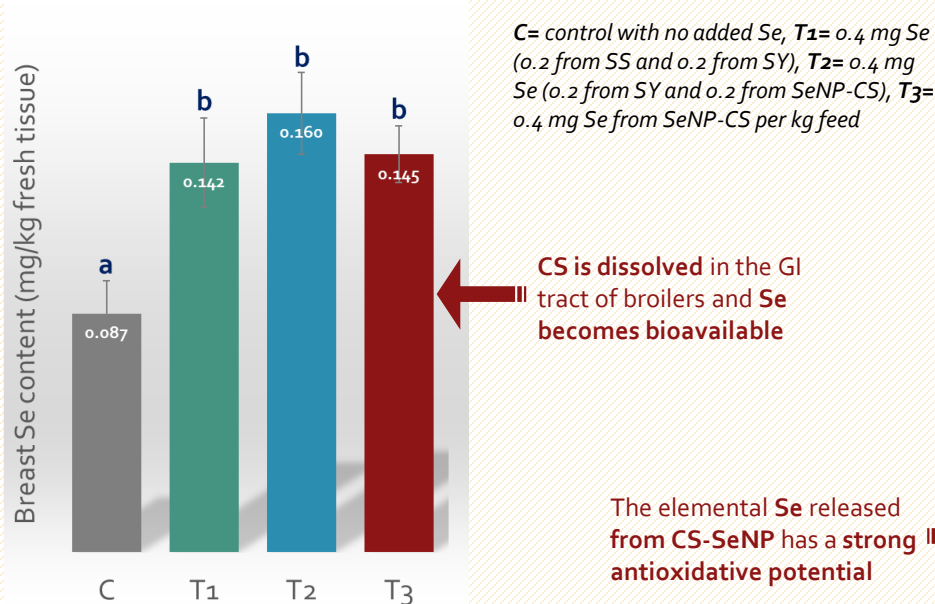 Breast Se content (mg/kg fresh tissue)
a
0.087
b
0.142
b
0.160
b
0.145
C
T1
T2
T3
C= control with no added Se, T1= 0.4 mg Se
(0.2 from SS and 0.2 from SY), T2= 0.4 mg
Se (0.2 from SY and 0.2 from SeNP-CS), T3=
0.4 mg Se from SeNP-CS per kg feed
CS is dissolved in the GI
tract of broilers and Se
becomes bioavailable
The elemental Se released
from CS-SeNP has a strong
antioxidative potential